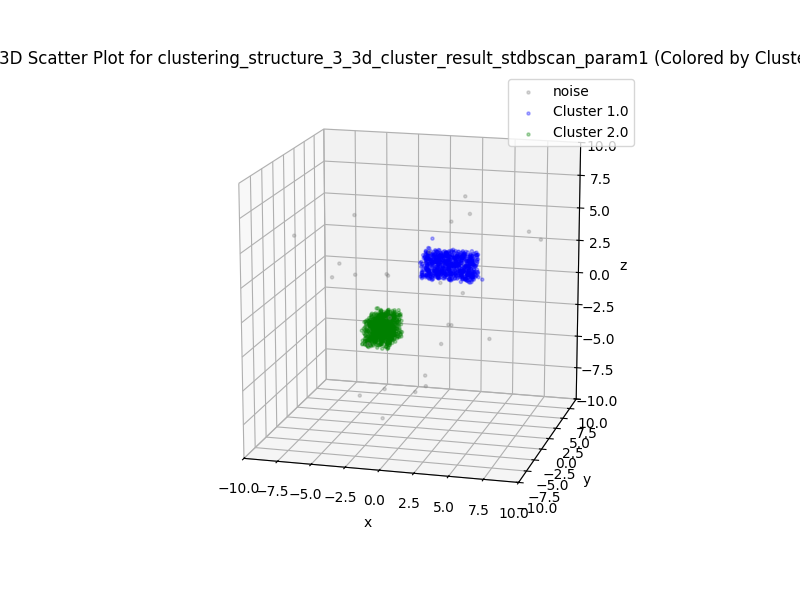 3D Scatter Plot for clustering_structure_3_3d_cluster_result_stdbscan_param1 (Colored by Cluste
noise
Cluster 1.0
Cluster 2.0
10.0
7.5
5.0
2.5
0.0
−2.5
−5.0
−7.5
−10.0
z
10.0
7.5
5.0
2.5
0.0
−2.5
−5.0
−7.5
−10.0
y
−10.0 −7.5 −5.0 −2.5 0.0 2.5 5.0 7.5 10.0
x